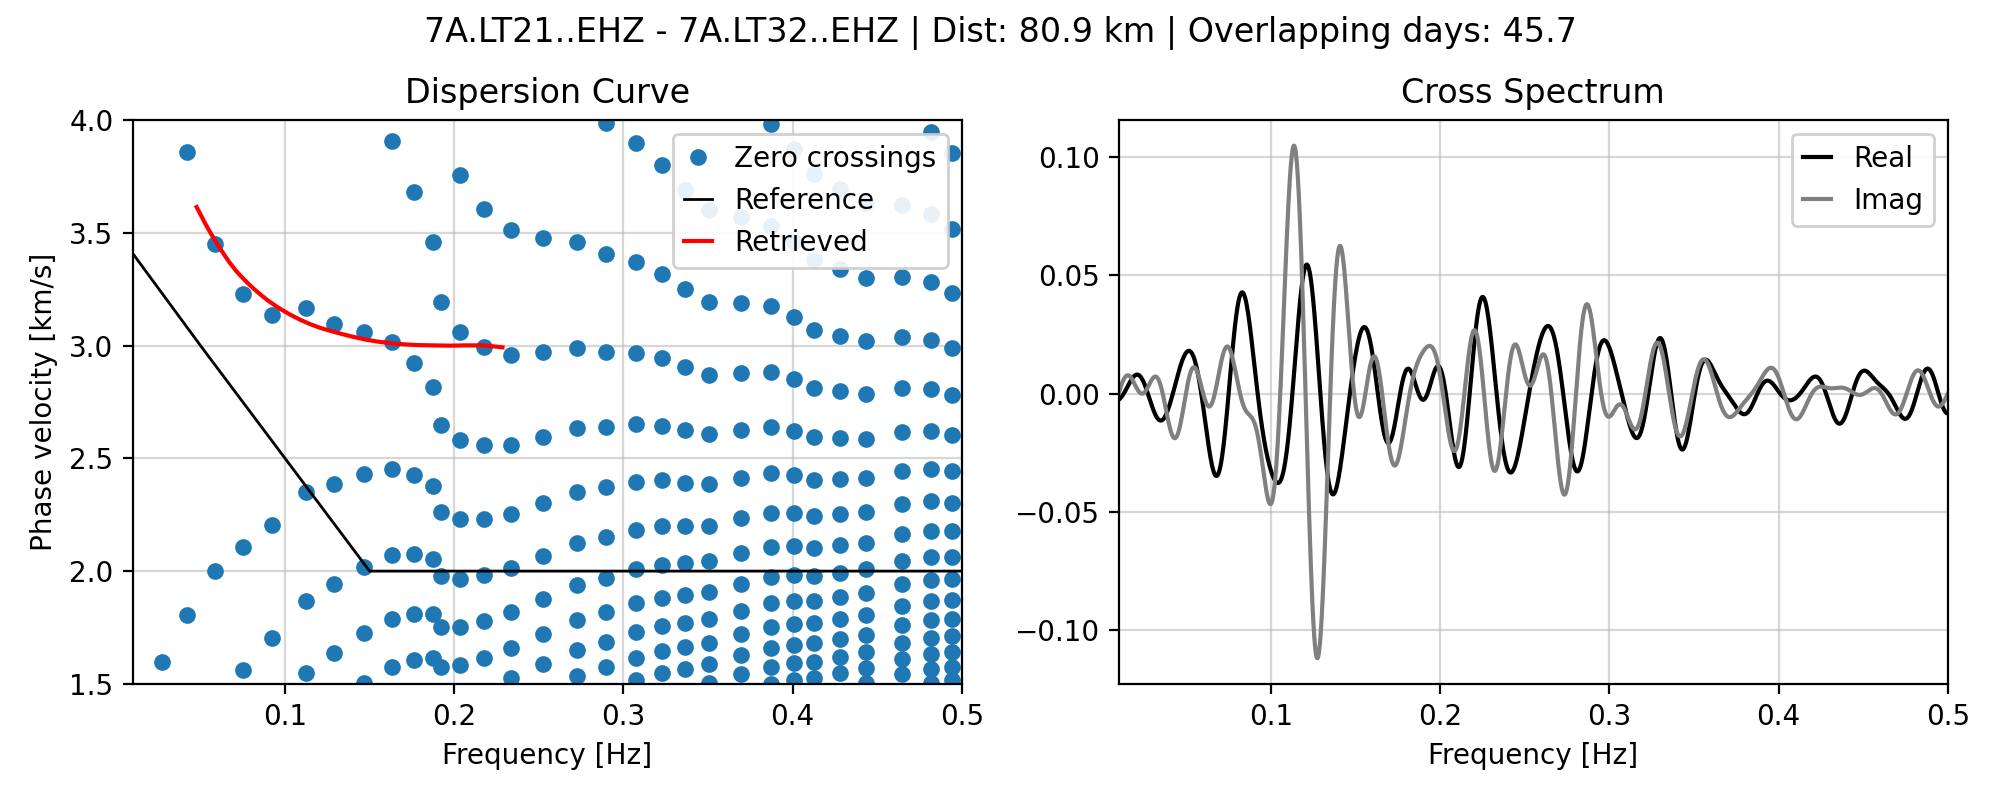 7A.LT21..EHZ - 7A.LT32..EHZ | Dist: 80.9 km | Overlapping days: 45.7
Dispersion Curve
Zero crossings
Reference
Retrieved
4.0
3.5
3.0
2.5
2.0
1.5
Phase velocity [km/s]
0.1
0.2
0.3
0.4
0.5
Frequency [Hz]
Cross Spectrum
Real
Imag
0.10
0.05
0.00
−0.05
−0.10
0.1
0.2
0.3
0.4
0.5
Frequency [Hz]